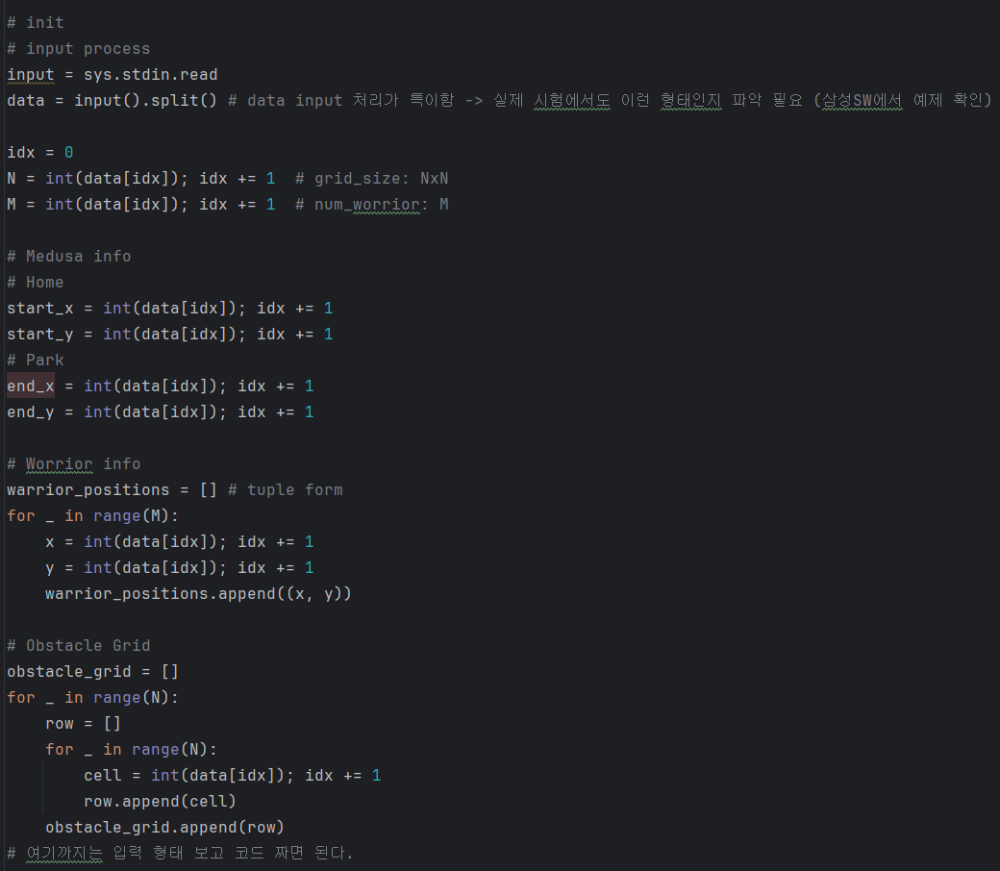 # init
# input process
input = sys.stdin.read
data = input().split() # data input 처리가 특이함 -> 실제 시험에서도 이런 형태인지 파악 필요 (삼성SW에서 예제 확인)
idx = 0
N = int(data[idx]); idx += 1  # grid_size: NxN
M = int(data[idx]); idx += 1  # num_worrior: M
# Medusa info
# Home
start_x = int(data[idx]); idx += 1
start_y = int(data[idx]); idx += 1
# Park
end_x = int(data[idx]); idx += 1
end_y = int(data[idx]); idx += 1
# Worrior info
warrior_positions = [] # tuple form
for _ in range(M):
    x = int(data[idx]); idx += 1
    y = int(data[idx]); idx += 1
    warrior_positions.append((x, y))
# Obstacle Grid
obstacle_grid = []
for _ in range(N):
    row = []
    for _ in range(N):
        cell = int(data[idx]); idx += 1
        row.append(cell)
    obstacle_grid.append(row)
# 여기까지는 입력 형태 보고 코드 짜면 된다.